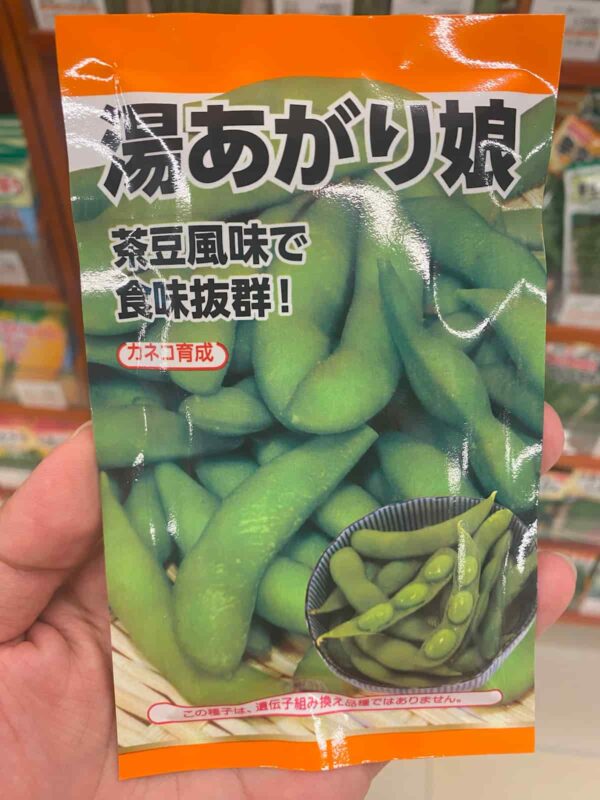 湯あがり娘
茶豆風味で
食味抜群!
カネコ育成
この種子は、遺伝子組み換え品種ではありません。